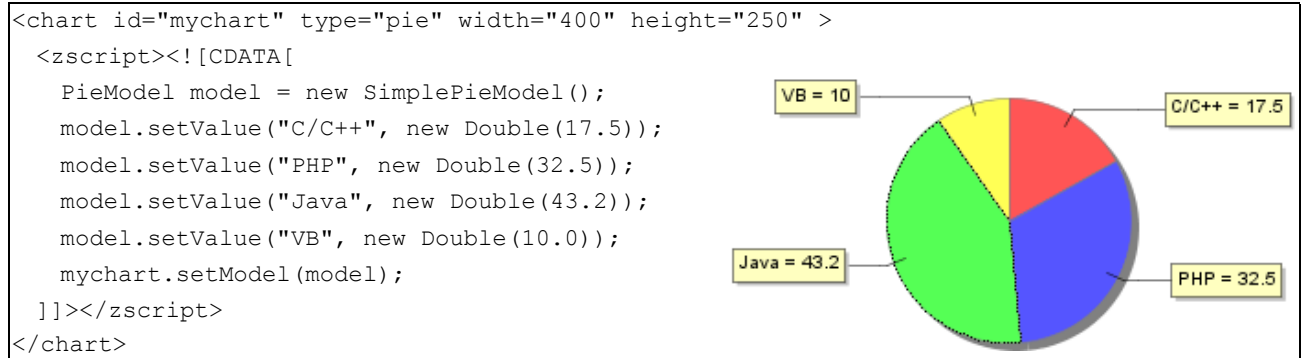 <chart id="mychart" type="pie" width="400" height="250" >
<zscript><![CDATA[
PieModel model = new SimplePieModel();
model.setValue("C/C++", new Double(17.5));
model.setValue("PHP", new Double(32.5));
model.setValue("Java", new Double(43.2));
model.setValue("VB", new Double(10.0));
mychart.setModel(model);
]]></zscript>
</chart>
VB = 10
C/C++ = 17.5
Java = 43.2
PHP = 32.5